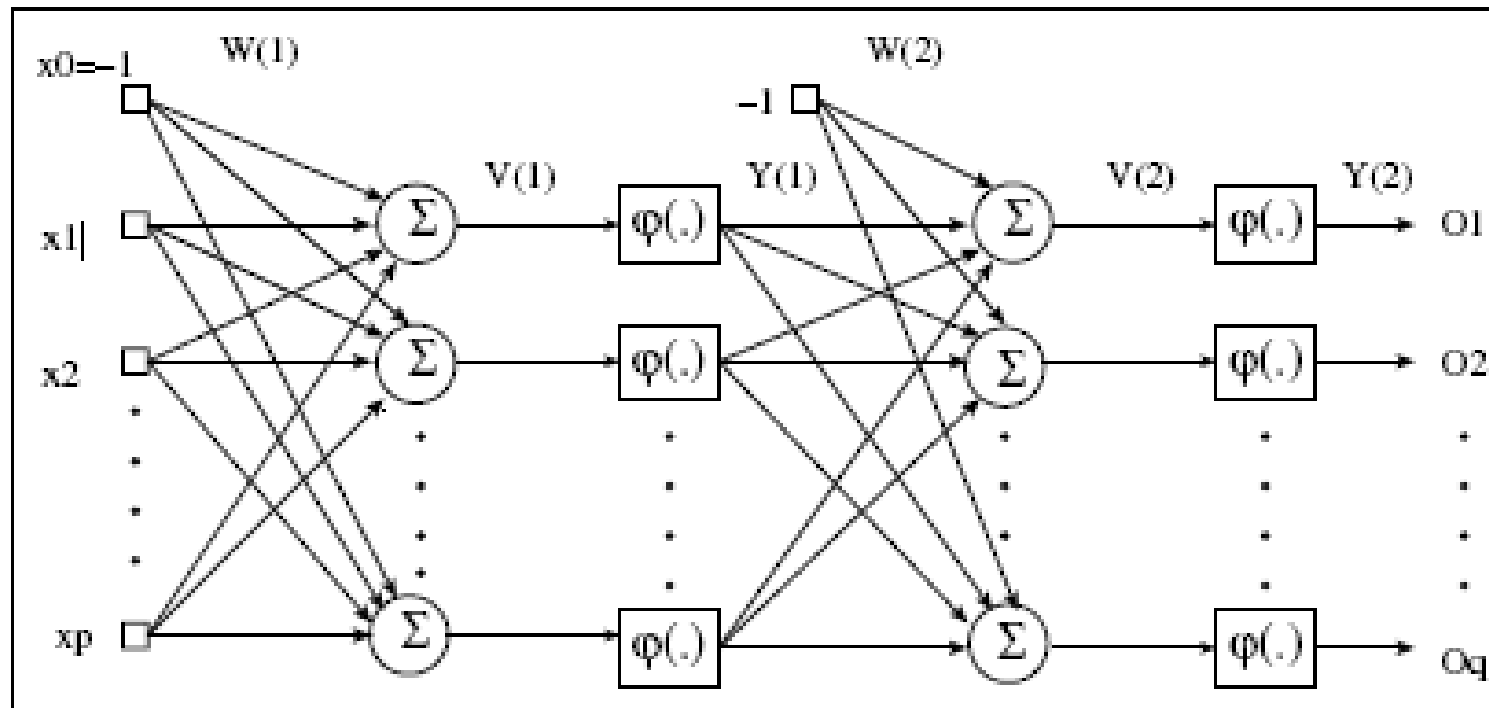 x0=−1 W(1) W(2)
−1
V(1) Y(1) V(2) Y(2)
x1| Σ φ(.) Σ φ(.) O1
x2 Σ φ(.) Σ φ(.) O2
xp Σ φ(.) Σ φ(.) Oq